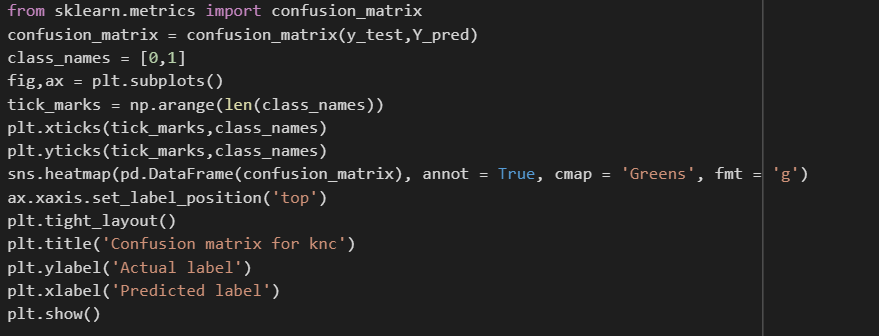 from sklearn.metrics import confusion_matrix
confusion_matrix = confusion_matrix(y_test,Y_pred)
class_names = [0,1]
fig,ax = plt.subplots()
tick_marks = np.arange(len(class_names))
plt.xticks(tick_marks,class_names)
plt.yticks(tick_marks,class_names)
sns.heatmap(pd.DataFrame(confusion_matrix), annot = True, cmap = 'Greens', fmt = 'g')
ax.xaxis.set_label_position('top')
plt.tight_layout()
plt.title('Confusion matrix for knc')
plt.ylabel('Actual label')
plt.xlabel('Predicted label')
plt.show()